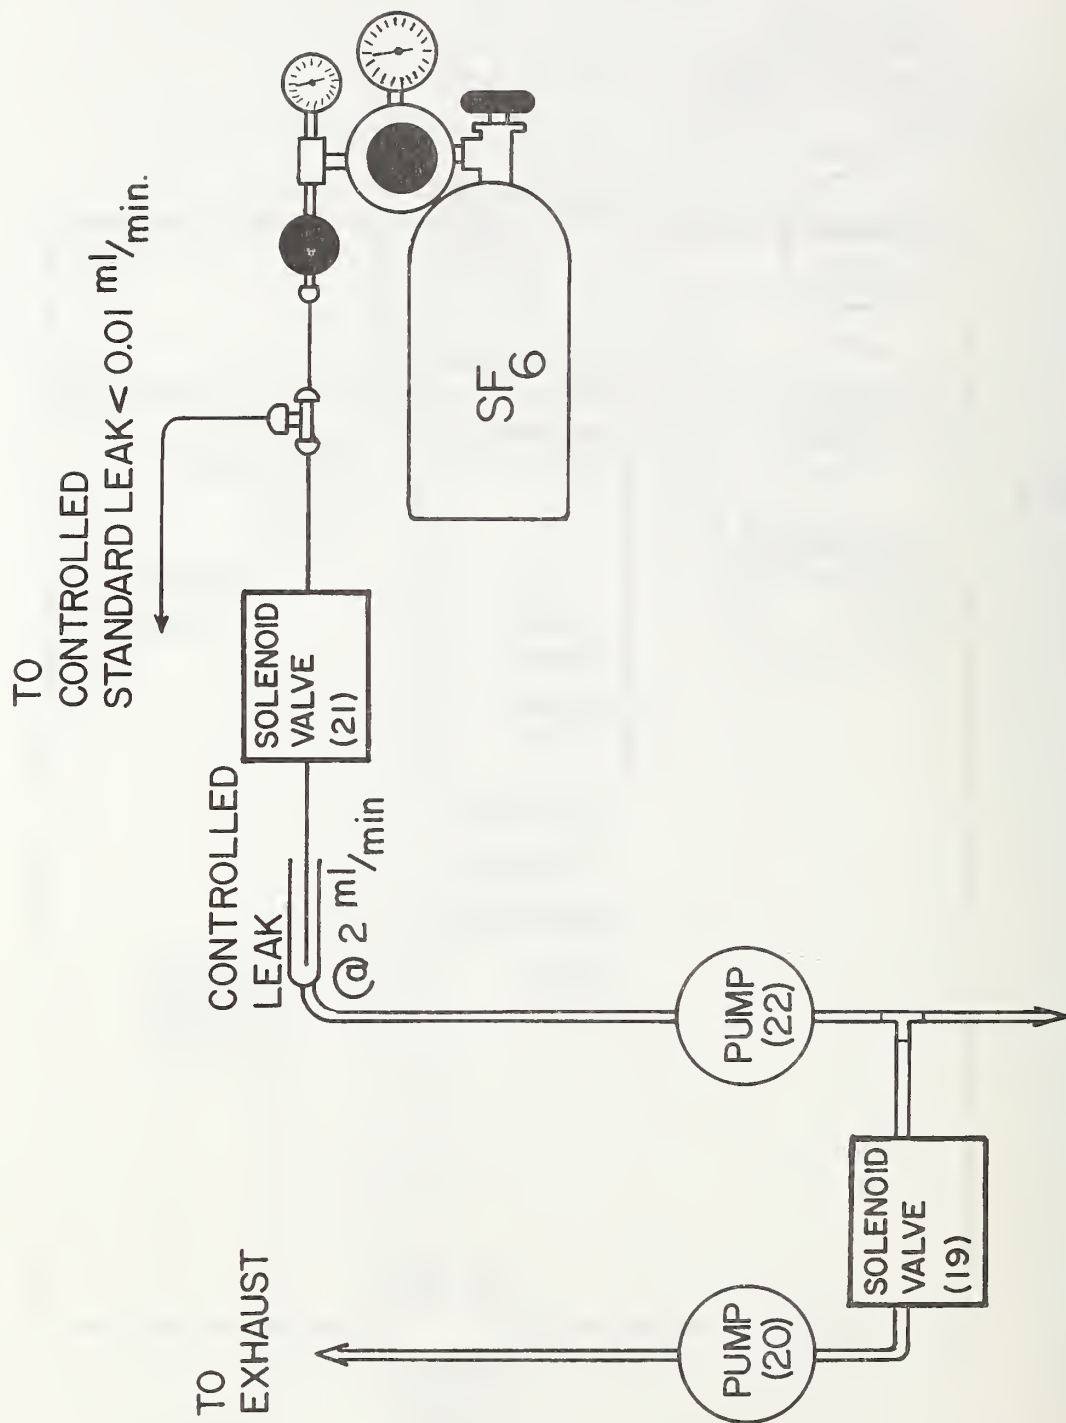 TO
CONTROLLED
STANDARD LEAK < 0.01 ml/min.
SOLENOID
VALVE
(21)
SF6
CONTROLLED
LEAK
@ 2 ml/min
PUMP
(22)
SOLENOID
VALVE
(19)
PUMP
(20)
TO
EXHAUST